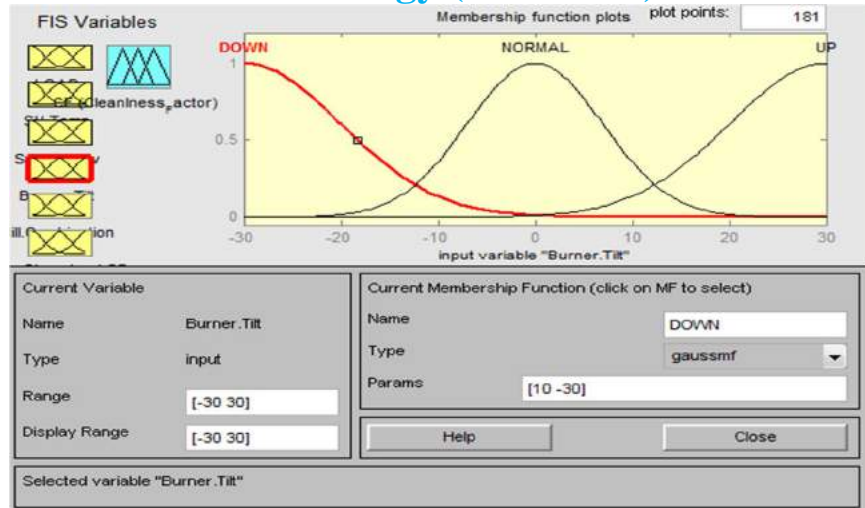 FIS Variables
Membership function plots plot points: 181
DOWN NORMAL UP
1
0.5
0
-30 -20 -10 0 10 20 30
input variable "Burner.Tilt"
(Cleanlness
Factor)
Current Variable
Name Burner.Tilt
Type input
Range [-30 30]
Display Range [-30 30]
Current Membership Function (click on MF to select)
Name DOWN
Type gaussmf
Params [10 -30]
Help Close
Selected variable "Burner.Tilt"